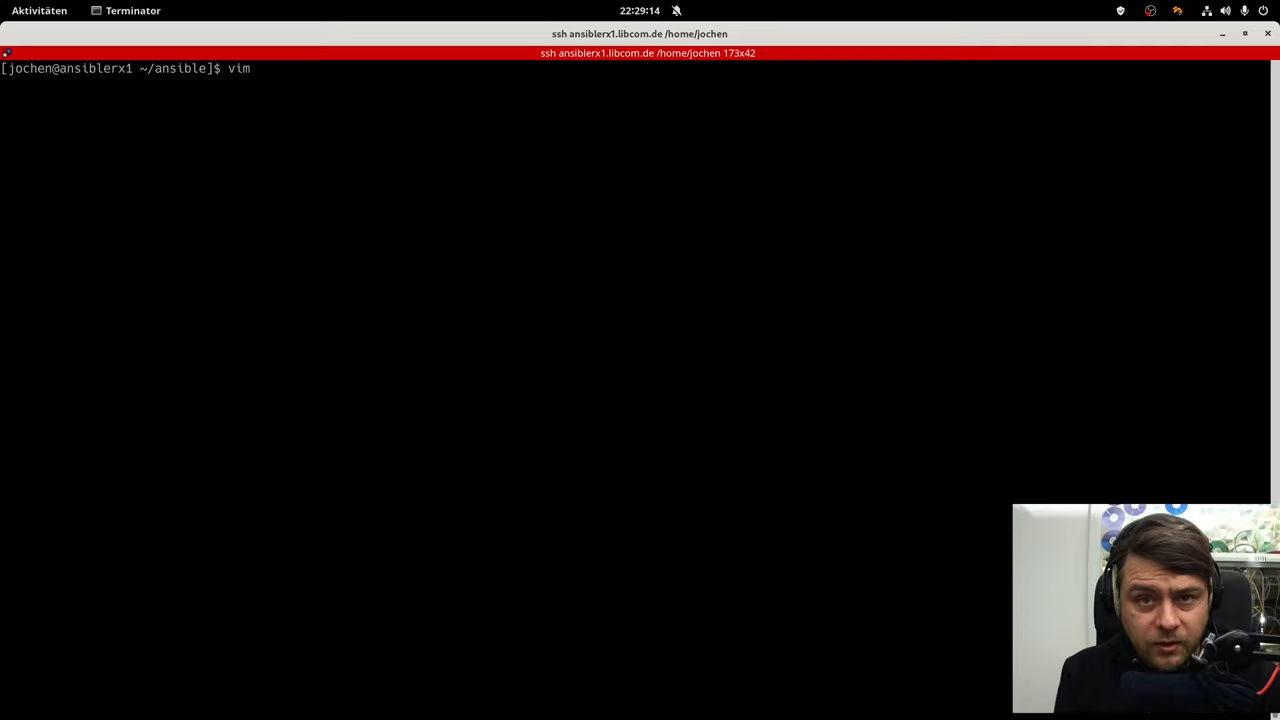 Aktivitäten Terminator 22:29:14
ssh ansiblerx1.libcom.de /home/jochen
ssh ansiblerx1.libcom.de /home/jochen 173x42
[jochen@ansiblerx1 ~/ansible]$ vim